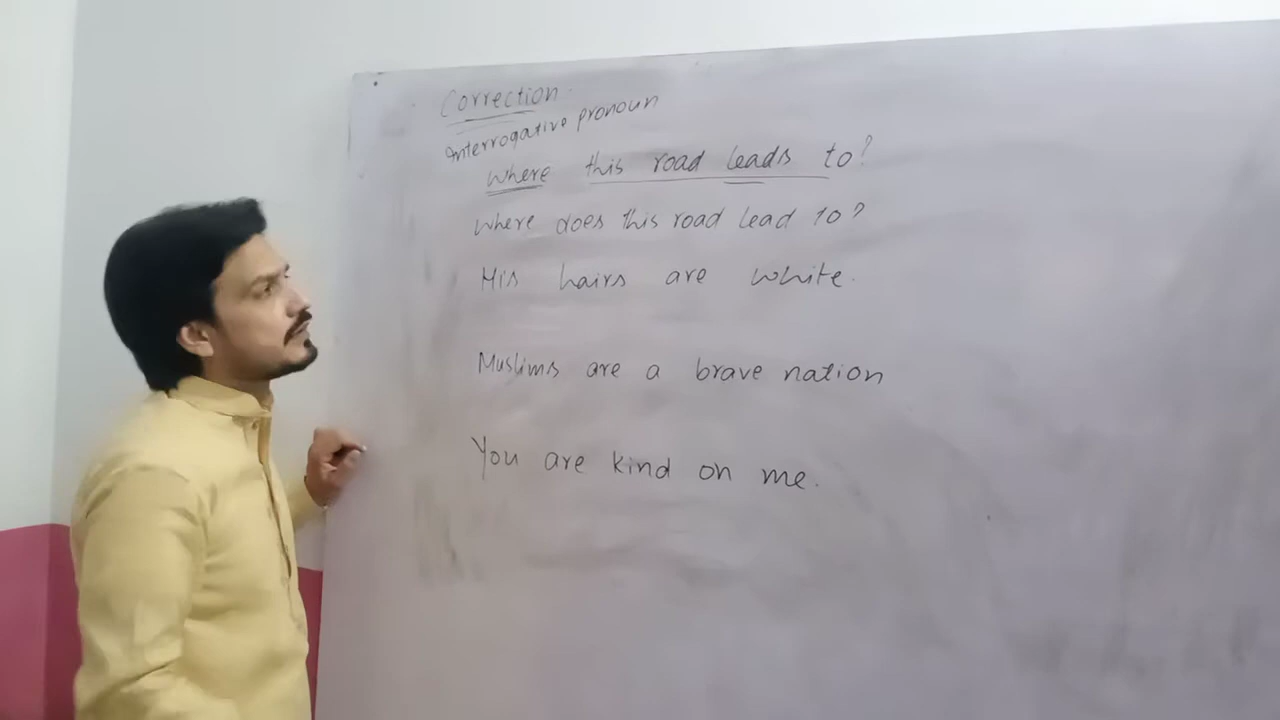 Correction:
interrogative pronoun
Where this road leads to?
Where does this road lead to?
His hairs are white.
Muslims are a brave nation
You are kind on me.